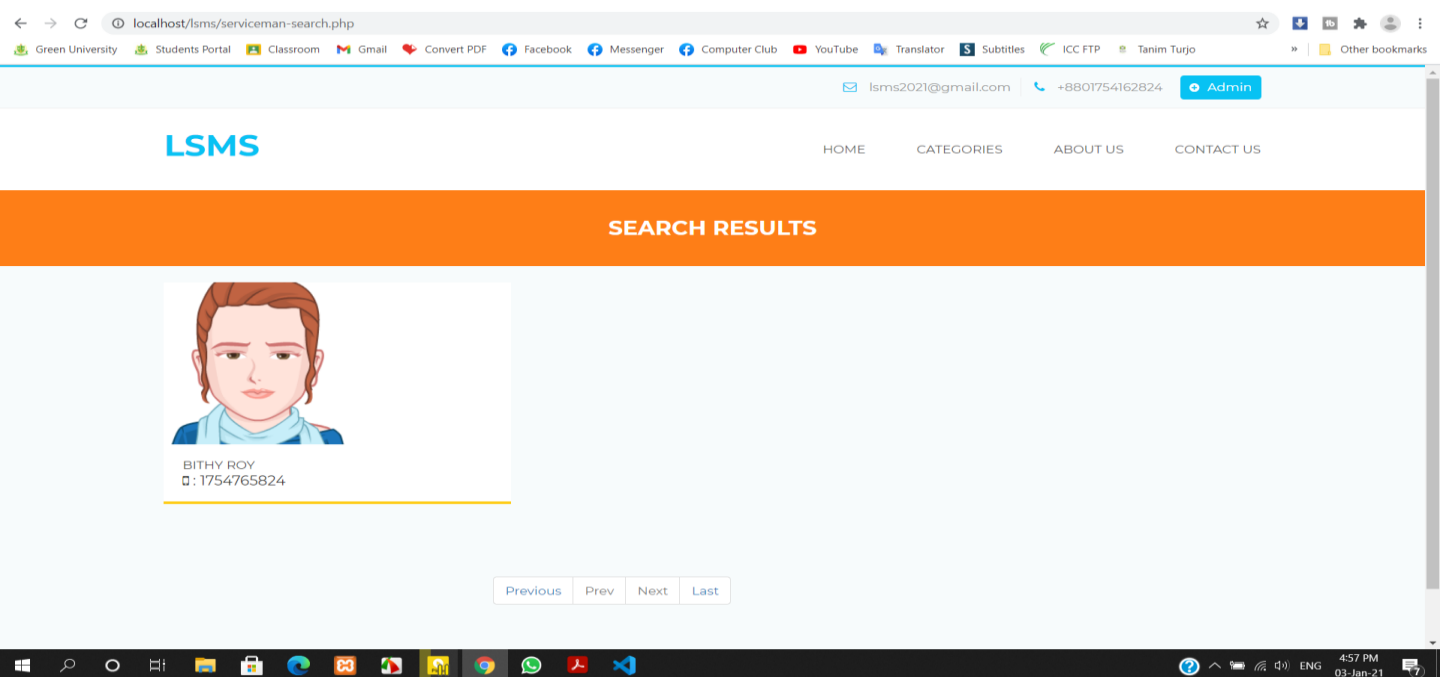 localhost/lsms/serviceman-search.php
Green University Students Portal Classroom Gmail Convert PDF Facebook Messenger Computer Club YouTube Translator S Subtitles ICC FTP Tanim Turjo » Other bookmarks
lsms2021@gmail.com +8801754162824 Admin
LSMS HOME CATEGORIES ABOUT US CONTACT US
SEARCH RESULTS
BITHY ROY
: 1754765824
Previous Prev Next Last
ENG 4:57 PM
03-Jan-21 7